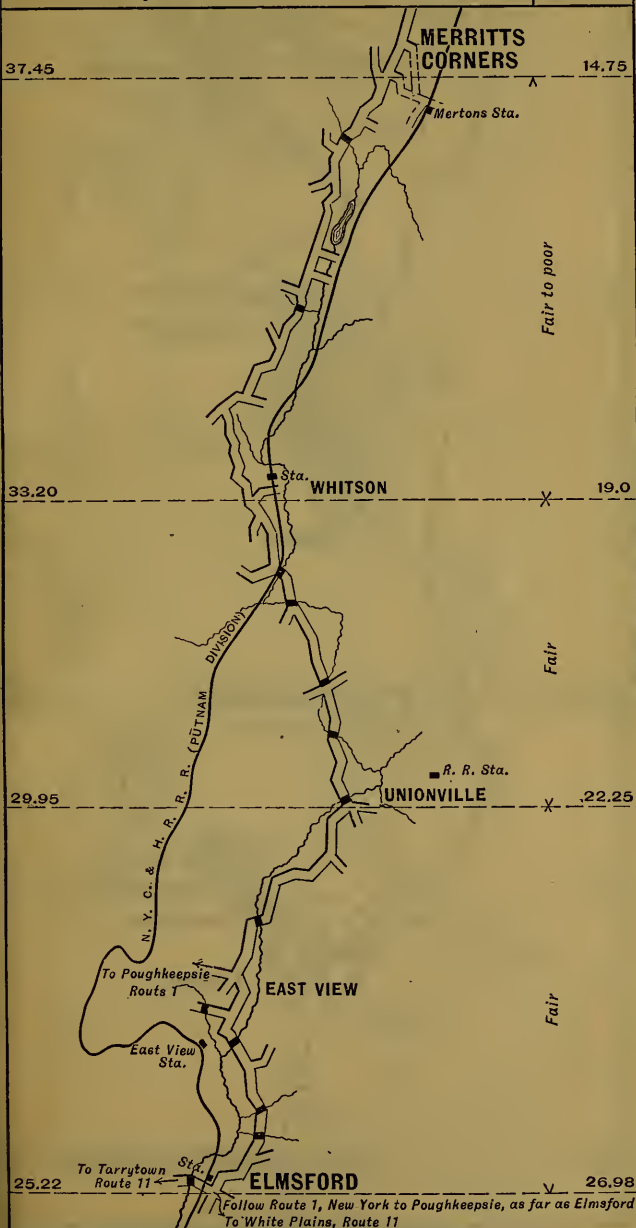 MERRITTS
CORNERS
37.45
14.75
Mertons Sta.
Fair to poor
Sta.
WHITSON
33.20
19.0
N. Y. C. & H. R. R. R. (PUTNAM DIVISION)
Fair
R. R. Sta.
UNIONVILLE
29.95
22.25
To Poughkeepsie
Routs 1
EAST VIEW
Fair
East View
Sta.
To Tarrytown
Route 11
Sta.
ELMSFORD
25.22
26.98
Follow Route 1, New York to Poughkeepsie, as far as Elmsford
To White Plains, Route 11